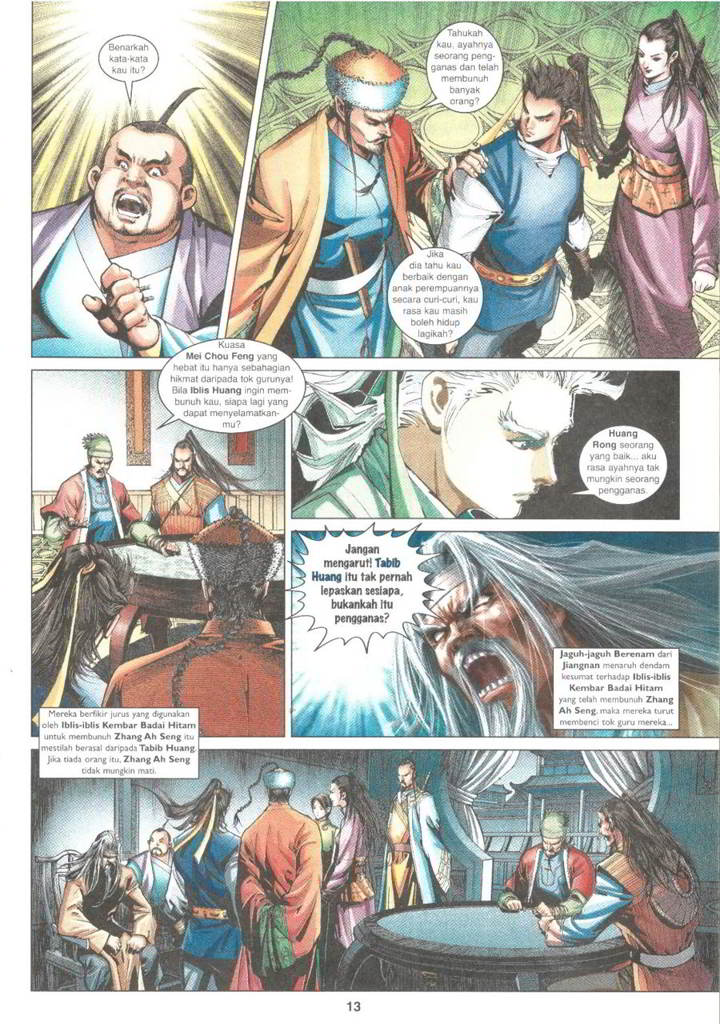 Benarkah
kata-kata
kau itu?
Tahukah
kau, ayahnya
seorang peng-
ganas dan telah
membunuh
banyak
orang?
Jika
dia tahu kau
berbaik dengan
anak perempuannya
secara curi-curi, kau
rasa kau masih
boleh hidup
lagikah?
Kuasa
Mei Chou Feng yang
hebat itu hanya sebahagian
hikmat daripada tok gurunya!
Bila Iblis Huang ingin mem-
bunuh kau, siapa lagi yang
dapat menyelamatkan-
mu?
Huang
Rong seorang
yang baik... aku
rasa ayahnya tak
mungkin seorang
pengganas.
Jangan
mengarut! Tabib
Huang itu tak pernah
lepaskan sesiapa,
bukankah itu
pengganas?
Jaguh-jaguh Berenam dari
Jiangnan menaruh dendam
kesumat terhadap Iblis-iblis
Kembar Badai Hitam
yang telah membunuh Zhang
Ah Seng, maka mereka turut
membenci tok guru mereka...
Mereka berfikir jurus yang digunakan
oleh Iblis-iblis Kembar Badai Hitam
untuk membunuh Zhang Ah Seng itu
mestilah berasal daripada Tabib Huang.
Jika tiada orang itu, Zhang Ah Seng
tidak mungkin mati.
13